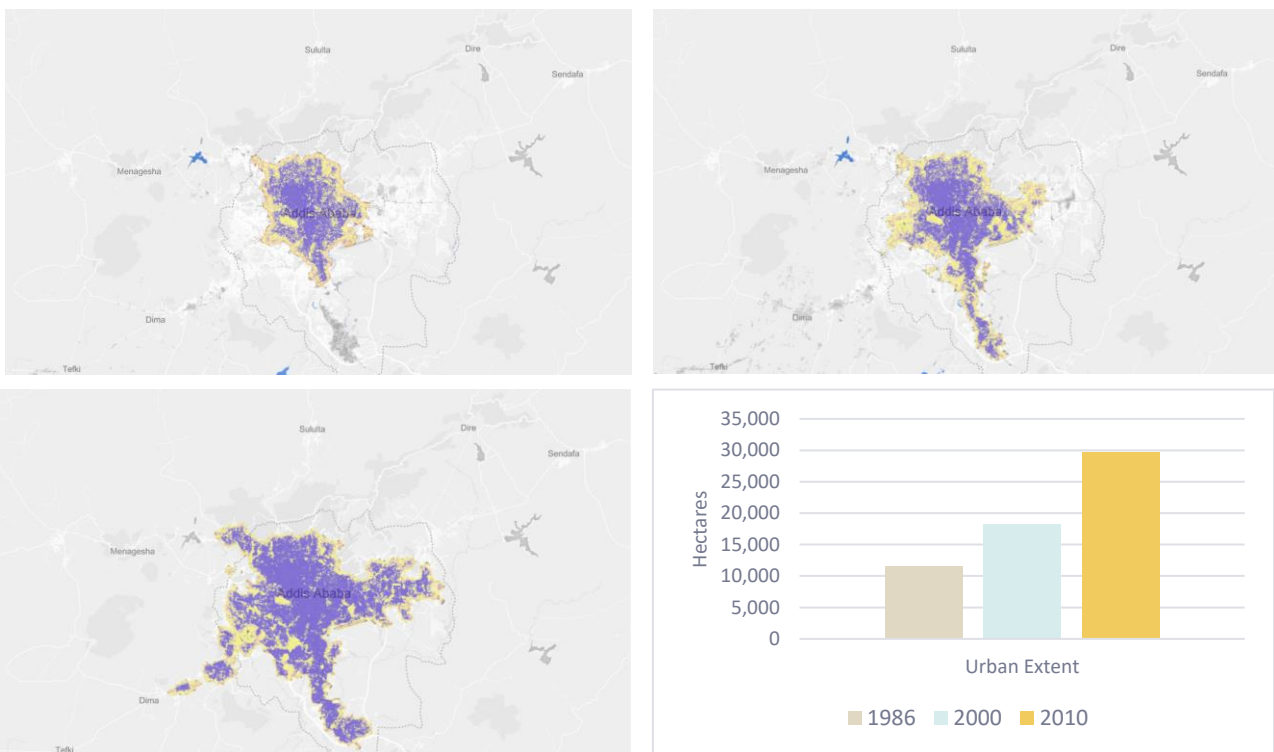 Sululta
Dire
Sendafa
Menagesha
Addis Ababa
Dima
Tefki
Sululta
Dire
Sendafa
Menagesha
Addis Ababa
Dima
Tefki
Sululta
Dire
Sendafa
Menagesha
Addis Ababa
Dima
Tefki
35,000
30,000
25,000
20,000
15,000
10,000
5,000
0
Hectares
Urban Extent
1986 2000 2010